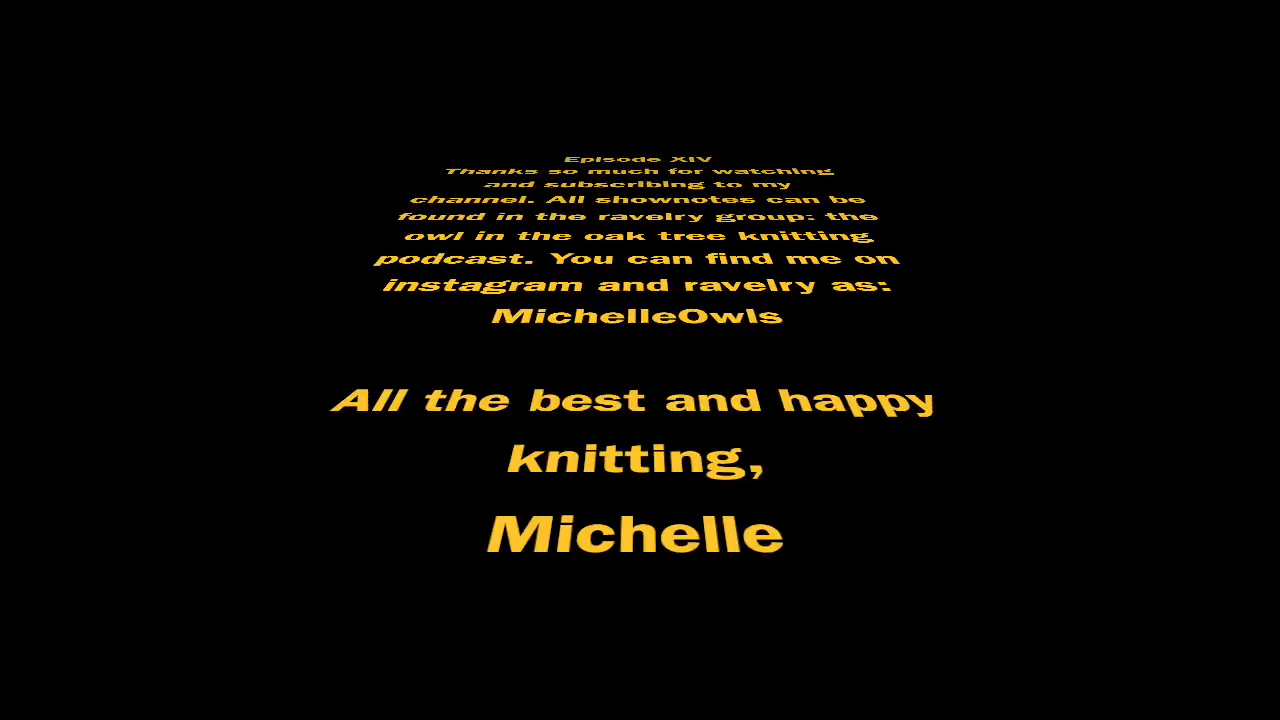 Episode XIV
Thanks so much for watching
and subscribing to my
channel. All shownotes can be
found in the ravelry group: the
owl in the oak tree knitting
podcast. You can find me on
instagram and ravelry as:
MichelleOwls
All the best and happy
knitting,
Michelle